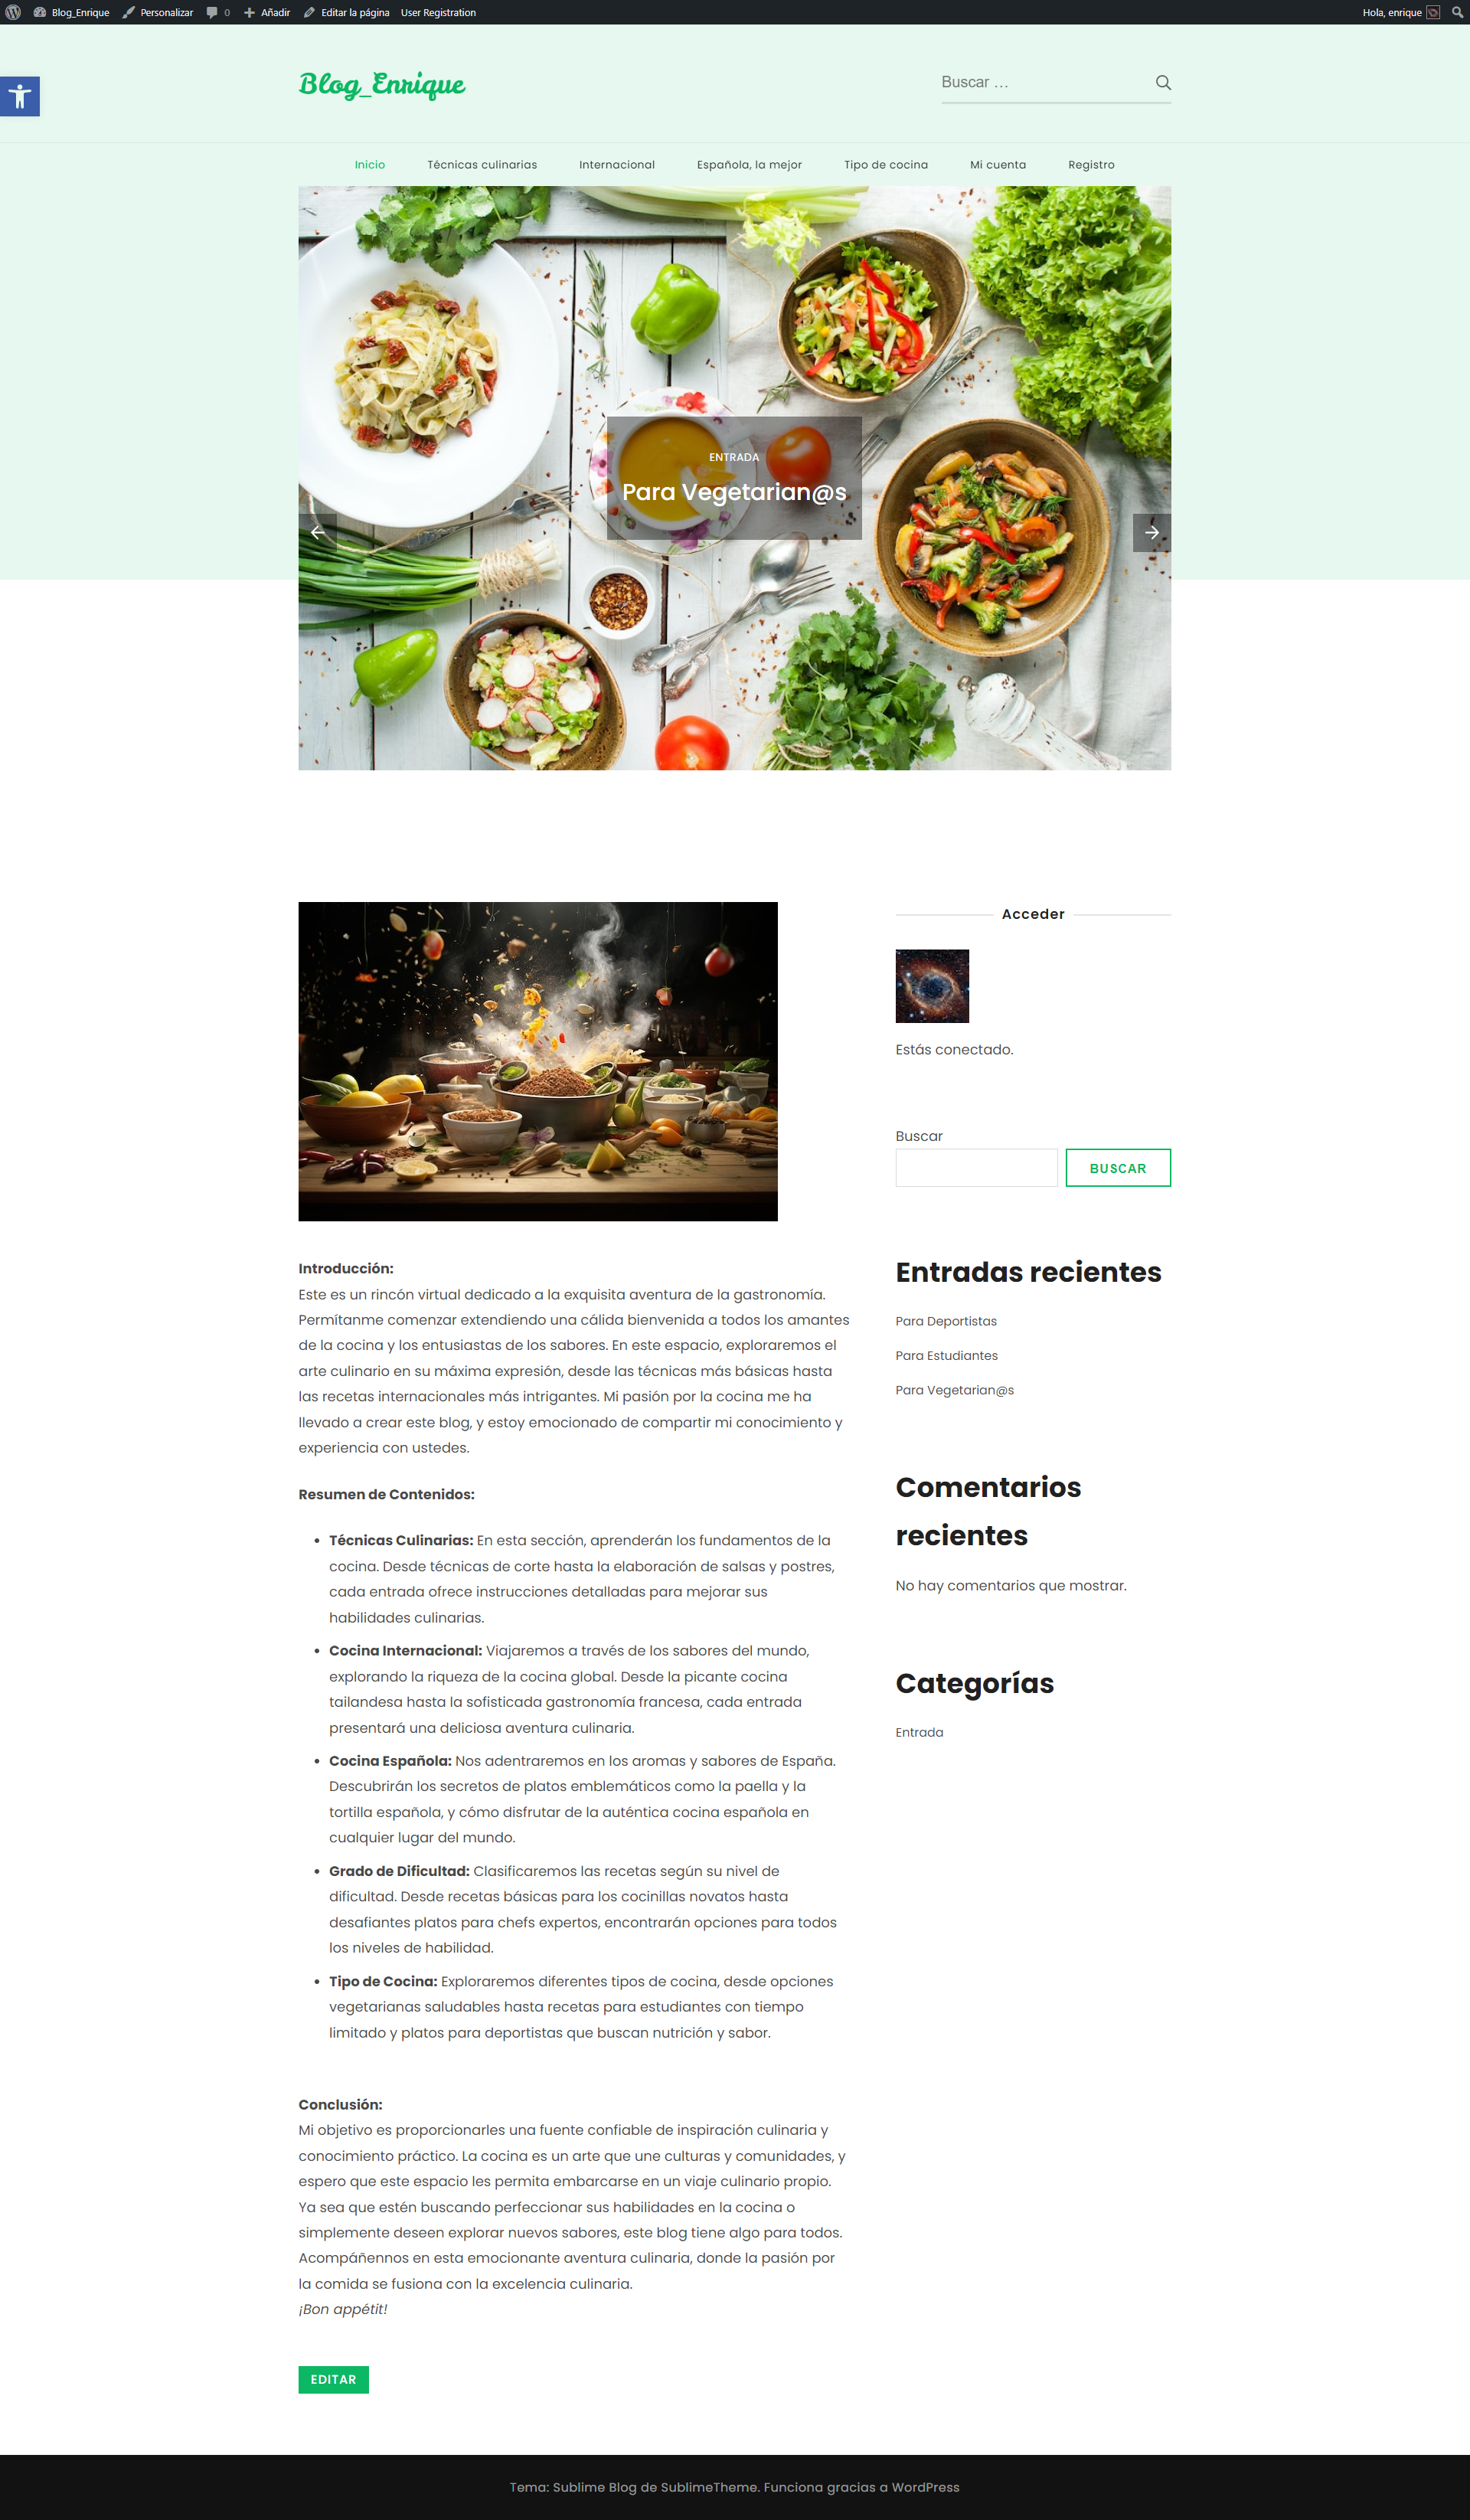 Blog_Enrique Personalizar 0 Añadir Editar la página User Registration Hola, enrique
Blog_Enrique
Buscar …
Inicio Técnicas culinarias Internacional Española, la mejor Tipo de cocina Mi cuenta Registro
ENTRADA
Para Vegetarian@s
Introducción:
Este es un rincón virtual dedicado a la exquisita aventura de la gastronomía.
Permítanme comenzar extendiendo una cálida bienvenida a todos los amantes
de la cocina y los entusiastas de los sabores. En este espacio, exploraremos el
arte culinario en su máxima expresión, desde las técnicas más básicas hasta
las recetas internacionales más intrigantes. Mi pasión por la cocina me ha
llevado a crear este blog, y estoy emocionado de compartir mi conocimiento y
experiencia con ustedes.
Resumen de Contenidos:
• Técnicas Culinarias: En esta sección, aprenderán los fundamentos de la
cocina. Desde técnicas de corte hasta la elaboración de salsas y postres,
cada entrada ofrece instrucciones detalladas para mejorar sus
habilidades culinarias.
• Cocina Internacional: Viajaremos a través de los sabores del mundo,
explorando la riqueza de la cocina global. Desde la picante cocina
tailandesa hasta la sofisticada gastronomía francesa, cada entrada
presentará una deliciosa aventura culinaria.
• Cocina Española: Nos adentraremos en los aromas y sabores de España.
Descubrirán los secretos de platos emblemáticos como la paella y la
tortilla española, y cómo disfrutar de la auténtica cocina española en
cualquier lugar del mundo.
• Grado de Dificultad: Clasificaremos las recetas según su nivel de
dificultad. Desde recetas básicas para los cocinillas novatos hasta
desafiantes platos para chefs expertos, encontrarán opciones para todos
los niveles de habilidad.
• Tipo de Cocina: Exploraremos diferentes tipos de cocina, desde opciones
vegetarianas saludables hasta recetas para estudiantes con tiempo
limitado y platos para deportistas que buscan nutrición y sabor.
Conclusión:
Mi objetivo es proporcionarles una fuente confiable de inspiración culinaria y
conocimiento práctico. La cocina es un arte que une culturas y comunidades, y
espero que este espacio les permita embarcarse en un viaje culinario propio.
Ya sea que estén buscando perfeccionar sus habilidades en la cocina o
simplemente deseen explorar nuevos sabores, este blog tiene algo para todos.
Acompáñennos en esta emocionante aventura culinaria, donde la pasión por
la comida se fusiona con la excelencia culinaria.
¡Bon appétit!
EDITAR
Acceder
Estás conectado.
Buscar
BUSCAR
Entradas recientes
Para Deportistas
Para Estudiantes
Para Vegetarian@s
Comentarios
recientes
No hay comentarios que mostrar.
Categorías
Entrada
Tema: Sublime Blog de SublimeTheme. Funciona gracias a WordPress